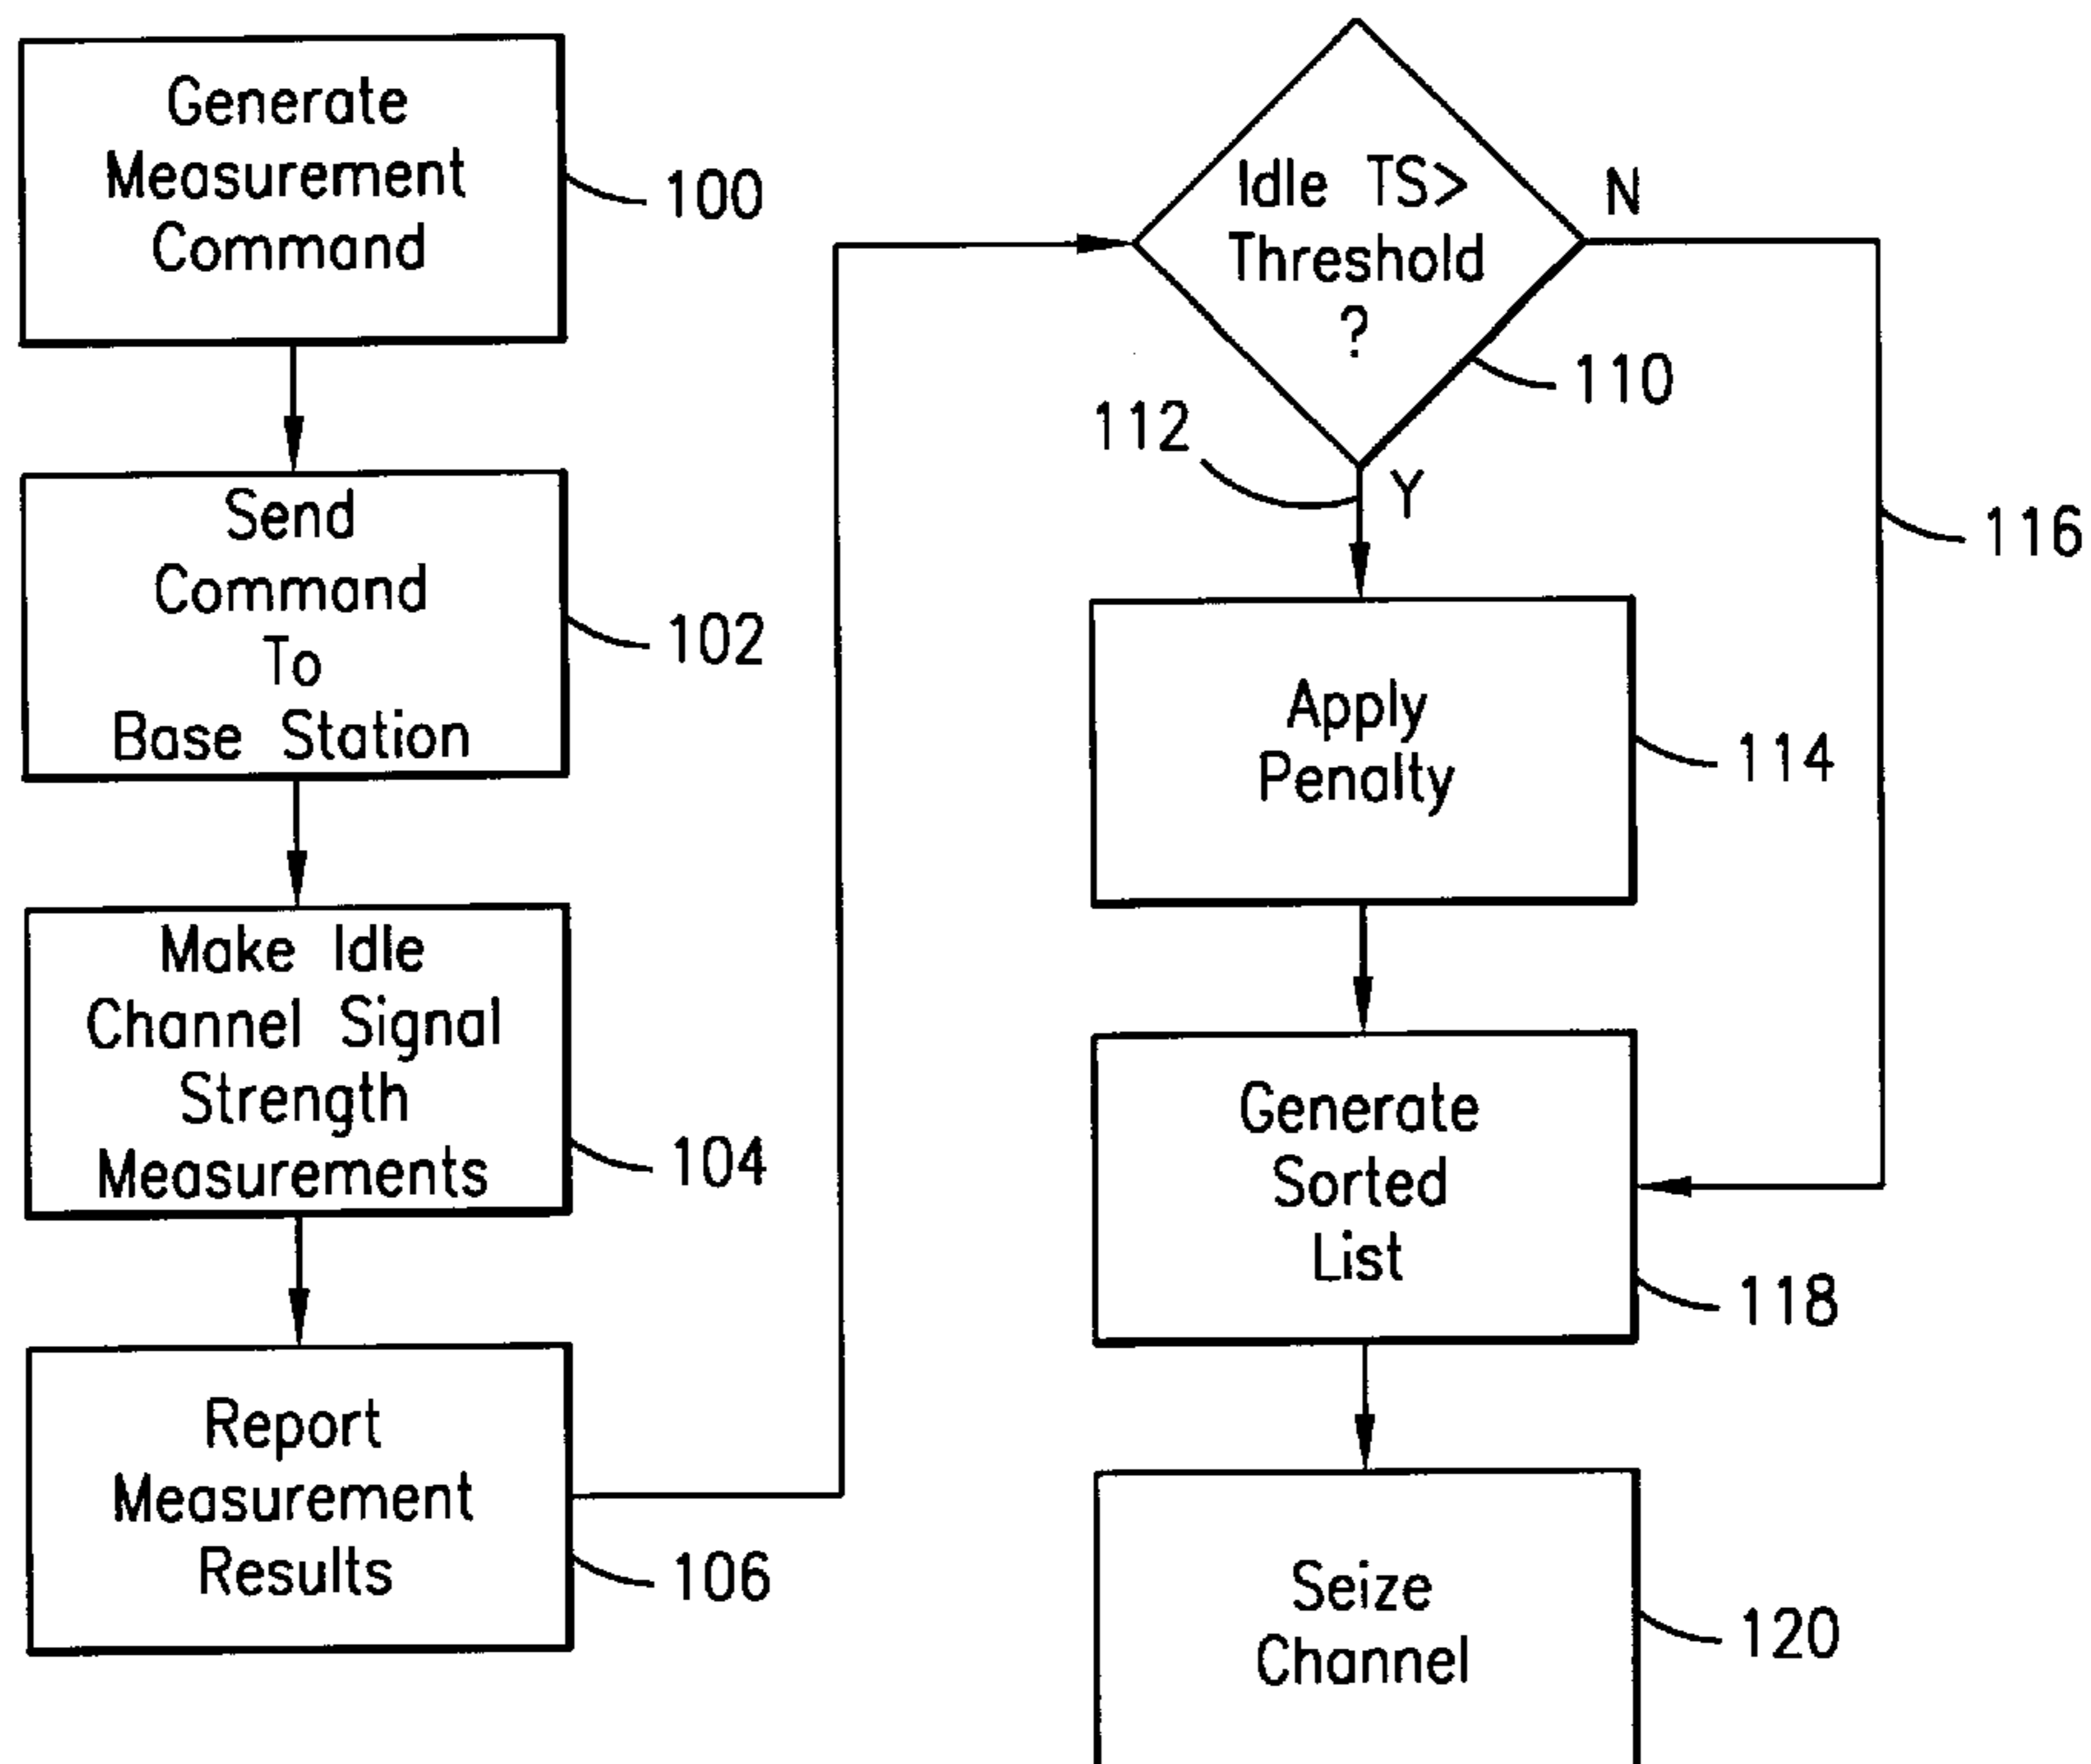 Generate
Measurement
Command
100
Send
Command
To
Base Station
102
Make Idle
Channel Signal
Strength
Measurements
104
Report
Measurement
Results
106
Idle TS>
Threshold
?
N
110
112
Y
116
Apply
Penalty
114
Generate
Sorted
List
118
Seize
Channel
120